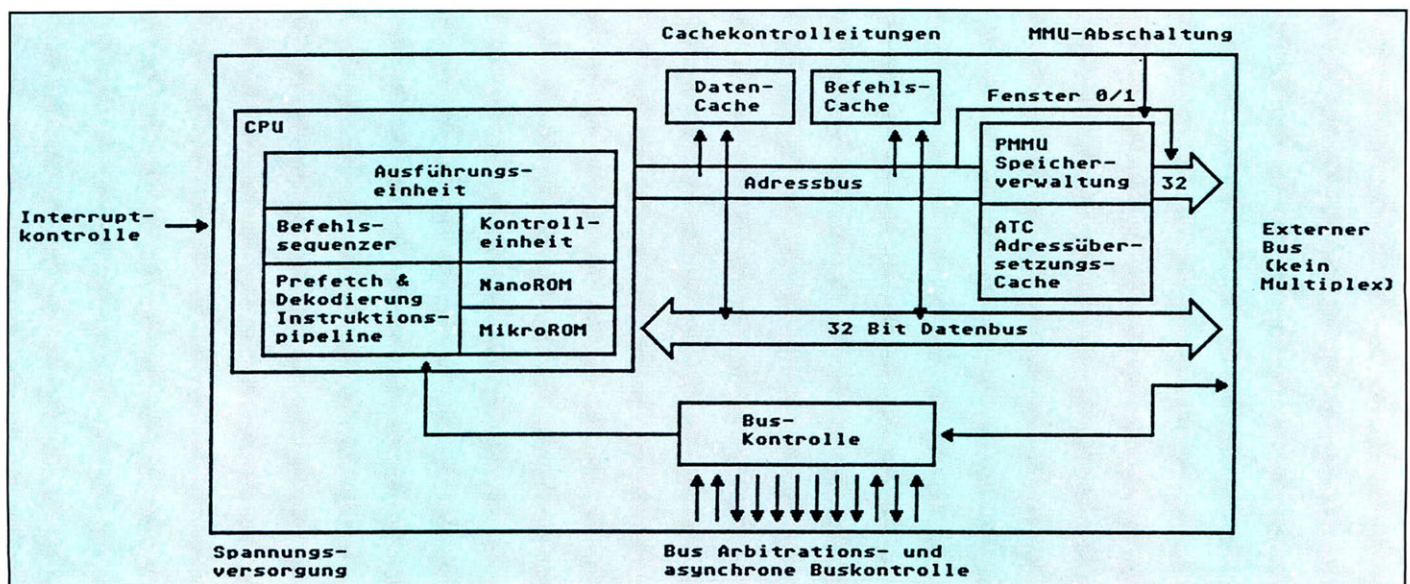 Cachekontrolleitungen
MMU-Abschaltung
Daten-
Cache
Befehls-
Cache
Fenster 0/1
CPU
PMMU
Speicher-
verwaltung
32
Ausführungs-
einheit
Adressbus
Interrupt-
kontrolle
Befehls-
sequenzer
Kontroll-
einheit
ATC
Adressüber-
setzungs-
Cache
Externer
Bus
(kein
Multiplex)
Prefetch &
Dekodierung
Instruktions-
pipeline
NanoROM
MikroROM
32 Bit Datenbus
Bus-
Kontrolle
Spannungs-
versorgung
Bus Arbitrations- und
asynchrone Buskontrolle